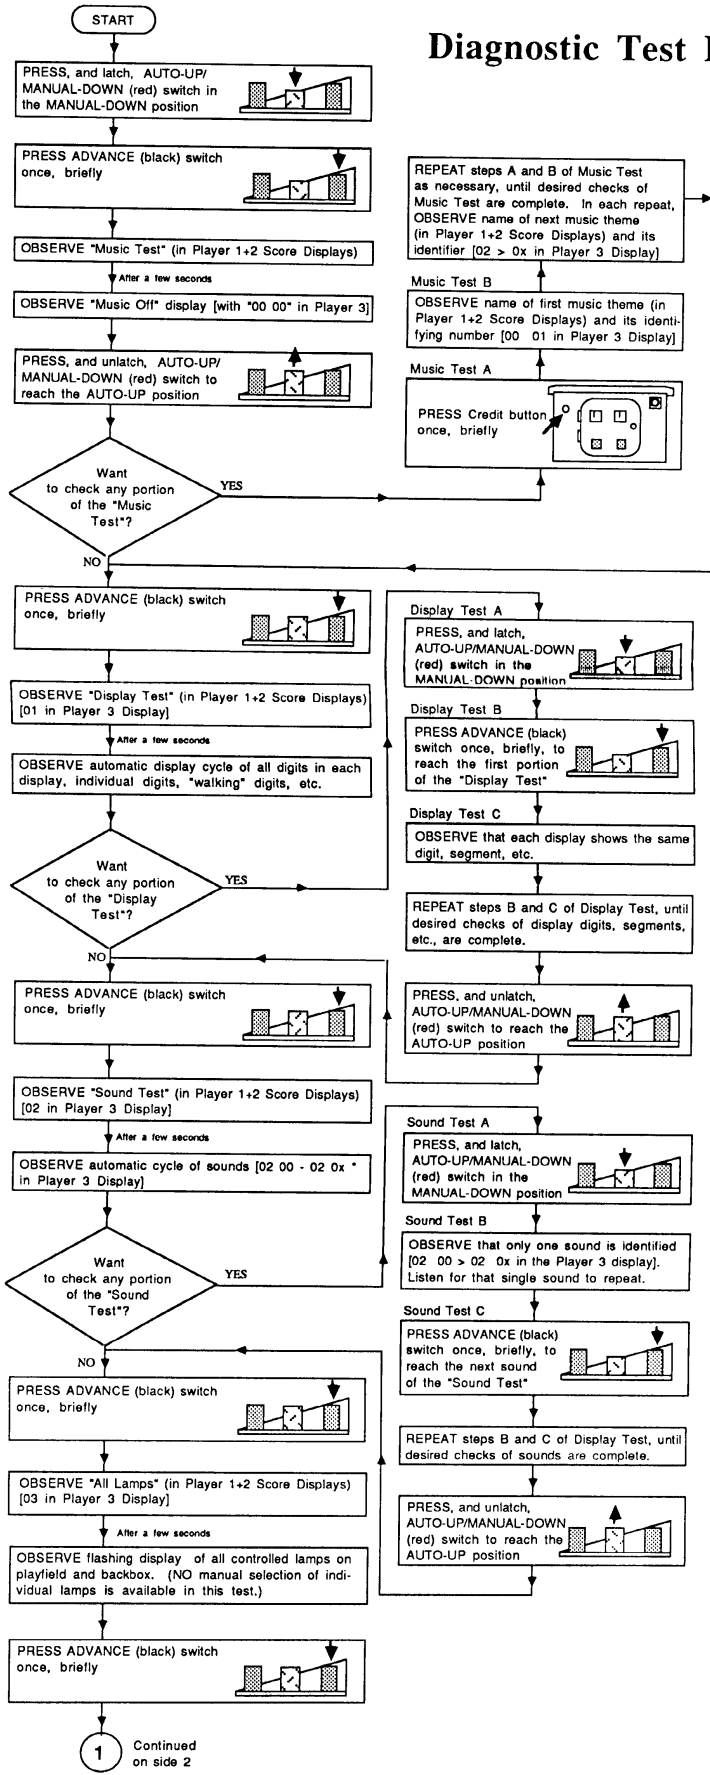 START
Diagnostic Test
PRESS, and latch, AUTO-UP/
MANUAL-DOWN (red) switch in
the MANUAL-DOWN position
PRESS ADVANCE (black) switch
once, briefly
OBSERVE "Music Test" (in Player 1+2 Score Displays)
After a few seconds
OBSERVE "Music Off" display [with "00 00" in Player 3]
PRESS, and unlatch, AUTO-UP/
MANUAL-DOWN (red) switch to
reach the AUTO-UP position
Want
to check any portion
of the "Music
Test"?
YES
NO
REPEAT steps A and B of Music Test
as necessary, until desired checks of
Music Test are complete. In each repeat,
OBSERVE name of next music theme
(in Player 1+2 Score Displays) and its
identifier [02 > 0x in Player 3 Display]
Music Test B
OBSERVE name of first music theme (in
Player 1+2 Score Displays) and its identi-
fying number [00 01 in Player 3 Display]
Music Test A
PRESS Credit button
once, briefly
PRESS ADVANCE (black) switch
once, briefly
OBSERVE "Display Test" (in Player 1+2 Score Displays)
[01 in Player 3 Display]
After a few seconds
OBSERVE automatic display cycle of all digits in each
display, individual digits, "walking" digits, etc.
Want
to check any portion
of the "Display
Test"?
YES
NO
Display Test A
PRESS, and latch,
AUTO-UP/MANUAL-DOWN
(red) switch in the
MANUAL-DOWN position
Display Test B
PRESS ADVANCE (black)
switch once, briefly, to
reach the first portion
of the "Display Test"
Display Test C
OBSERVE that each display shows the same
digit, segment, etc.
REPEAT steps B and C of Display Test, until
desired checks of display digits, segments,
etc., are complete.
PRESS, and unlatch,
AUTO-UP/MANUAL-DOWN
(red) switch to reach the
AUTO-UP position
PRESS ADVANCE (black) switch
once, briefly
OBSERVE "Sound Test" (in Player 1+2 Score Displays)
[02 in Player 3 Display]
After a few seconds
OBSERVE automatic cycle of sounds [02 00 - 02 0x "
in Player 3 Display]
Want
to check any portion
of the "Sound
Test"?
YES
NO
Sound Test A
PRESS, and latch,
AUTO-UP/MANUAL-DOWN
(red) switch in the
MANUAL-DOWN position
Sound Test B
OBSERVE that only one sound is identified
[02 00 > 02 0x in the Player 3 display].
Listen for that single sound to repeat.
Sound Test C
PRESS ADVANCE (black)
switch once, briefly, to
reach the next sound
of the "Sound Test"
REPEAT steps B and C of Display Test, until
desired checks of sounds are complete.
PRESS, and unlatch,
AUTO-UP/MANUAL-DOWN
(red) switch to reach the
AUTO-UP position
PRESS ADVANCE (black) switch
once, briefly
OBSERVE "All Lamps" (in Player 1+2 Score Displays)
[03 in Player 3 Display]
After a few seconds
OBSERVE flashing display of all controlled lamps on
playfield and backbox. (NO manual selection of indi-
vidual lamps is available in this test.)
PRESS ADVANCE (black) switch
once, briefly
1
Continued
on side 2